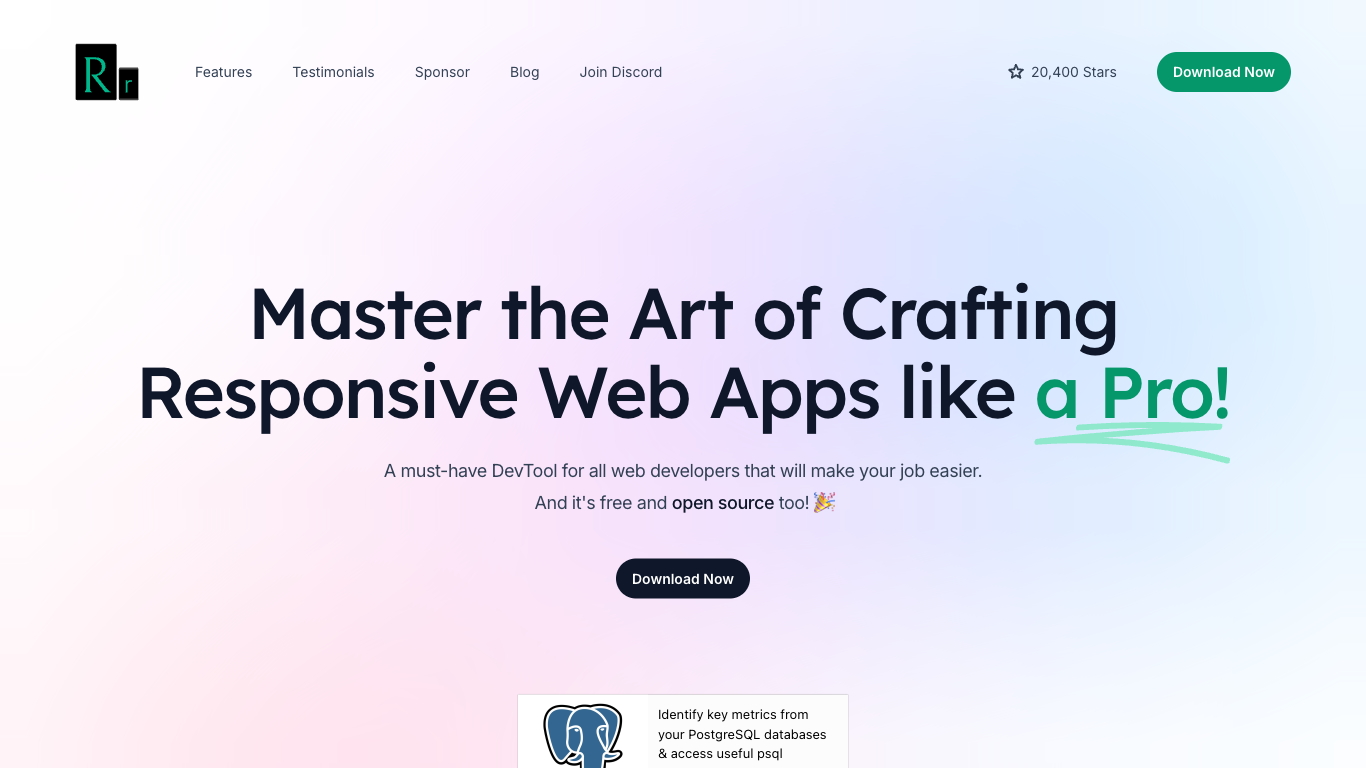 Rr
Features
Testimonials
Sponsor
Blog
Join Discord
20,400 Stars
Download Now
Master the Art of Crafting
Responsive Web Apps like a Pro!
A must-have DevTool for all web developers that will make your job easier.
And it's free and open source too! 🎉
Download Now
Identify key metrics from
your PostgreSQL databases
& access useful psql